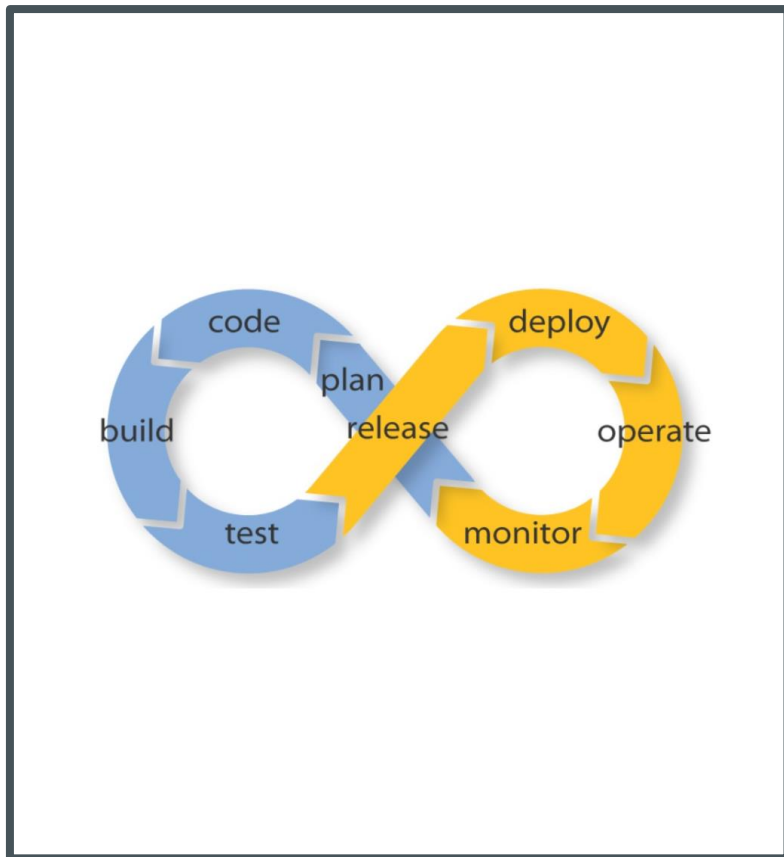 code
deploy
plan
release
build
operate
test
monitor